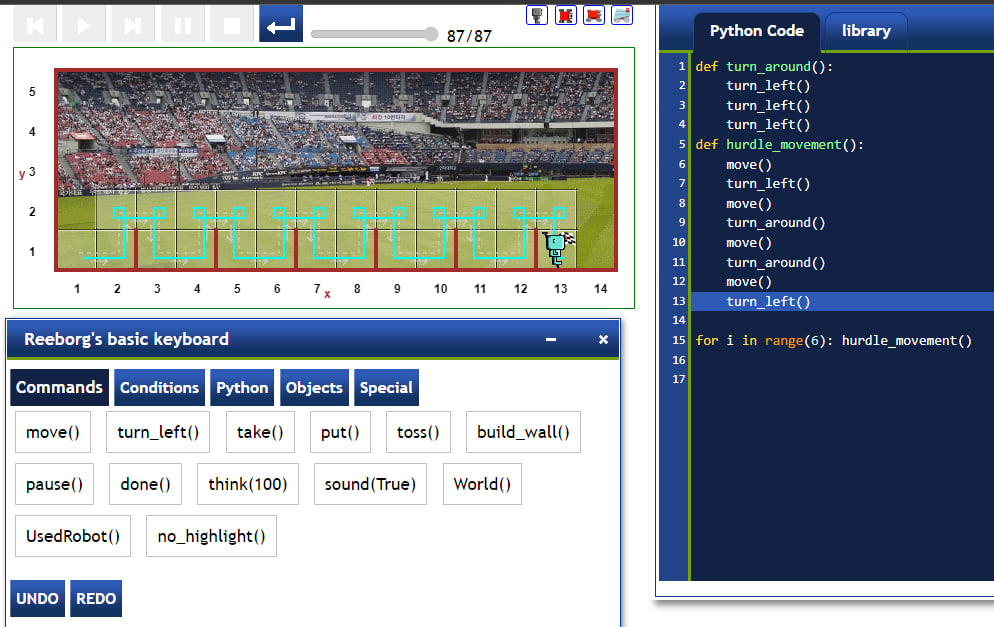 87/87
Python Code
library
5
4
y 3
2
1
1 2 3 4 5 6 7 x 8 9 10 11 12 13 14
1 def turn_around():
2 turn_left()
3 turn_left()
4 turn_left()
5 def hurdle_movement():
6 move()
7 turn_left()
8 move()
9 turn_around()
10 move()
11 turn_around()
12 move()
13 turn_left()
14
15 for i in range(6): hurdle_movement()
16
17
Reeborg's basic keyboard
Commands Conditions Python Objects Special
move() turn_left() take() put() toss() build_wall()
pause() done() think(100) sound(True) World()
UsedRobot() no_highlight()
UNDO REDO